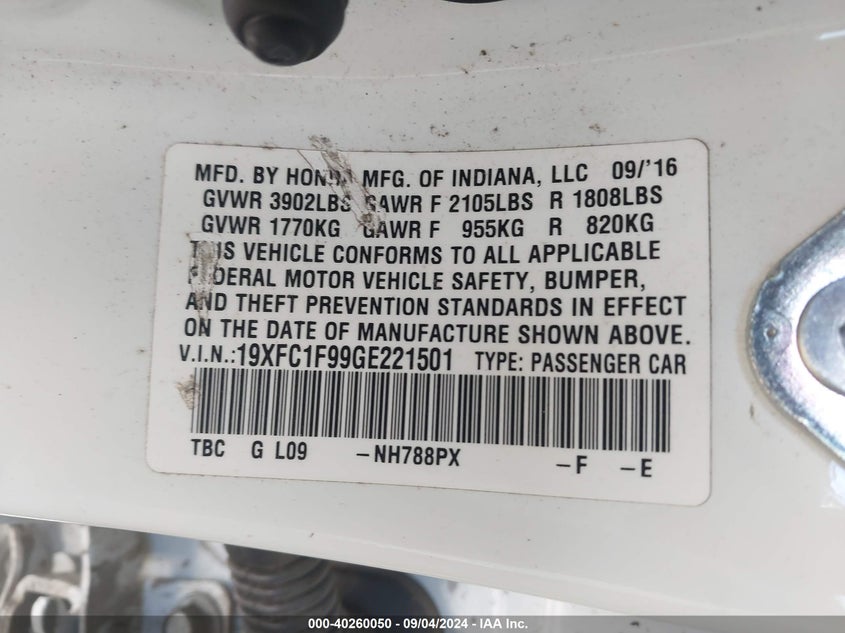 MFD. BY HONDA MFG. OF INDIANA, LLC 09/'16
GVWR 3902LBS GAWR F 2105LBS R 1808LBS
GVWR 1770KG GAWR F 955KG R 820KG
THIS VEHICLE CONFORMS TO ALL APPLICABLE
FEDERAL MOTOR VEHICLE SAFETY, BUMPER,
AND THEFT PREVENTION STANDARDS IN EFFECT
ON THE DATE OF MANUFACTURE SHOWN ABOVE.
V.I.N.:19XFC1F99GE221501 TYPE: PASSENGER CAR
TBC G L09 -NH788PX -F -E
000-40260050 - 09/04/2024 - IAA Inc.